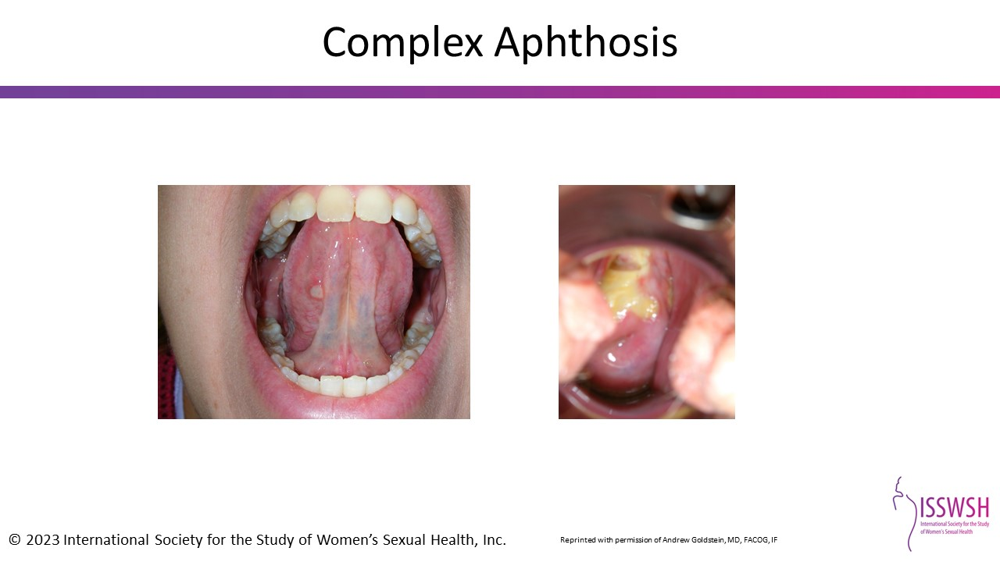 Complex Aphthosis
ISSWSH
International Society for the Study
of Women's Sexual Health
© 2023 International Society for the Study of Women’s Sexual Health, Inc.
Reprinted with permission of Andrew Goldstein, MD, FACOG, IF